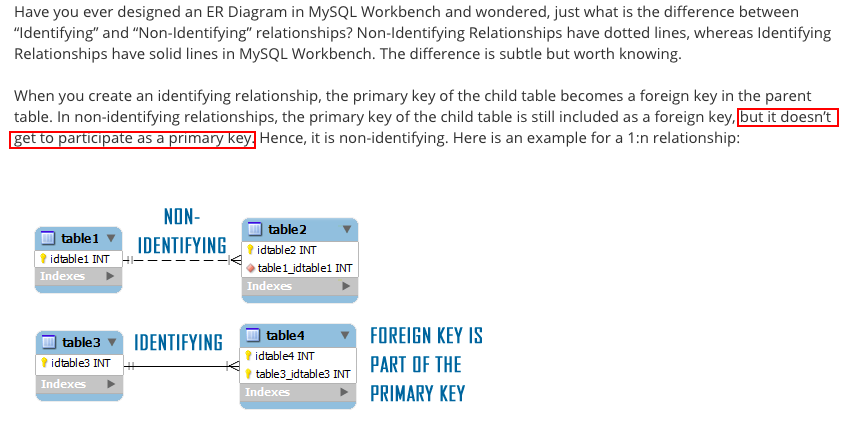 Have you ever designed an ER Diagram in MySQL Workbench and wondered, just what is the difference between
“Identifying” and “Non-Identifying” relationships? Non-Identifying Relationships have dotted lines, whereas Identifying
Relationships have solid lines in MySQL Workbench. The difference is subtle but worth knowing.
When you create an identifying relationship, the primary key of the child table becomes a foreign key in the parent
table. In non-identifying relationships, the primary key of the child table is still included as a foreign key, but it doesn’t
get to participate as a primary key. Hence, it is non-identifying. Here is an example for a 1:n relationship:
table1
idtable1 INT
Indexes
NON-
IDENTIFYING
table2
idtable2 INT
table1_idtable1 INT
Indexes
table3
idtable3 INT
Indexes
IDENTIFYING
table4
idtable4 INT
table3_idtable3 INT
Indexes
FOREIGN KEY IS
PART OF THE
PRIMARY KEY